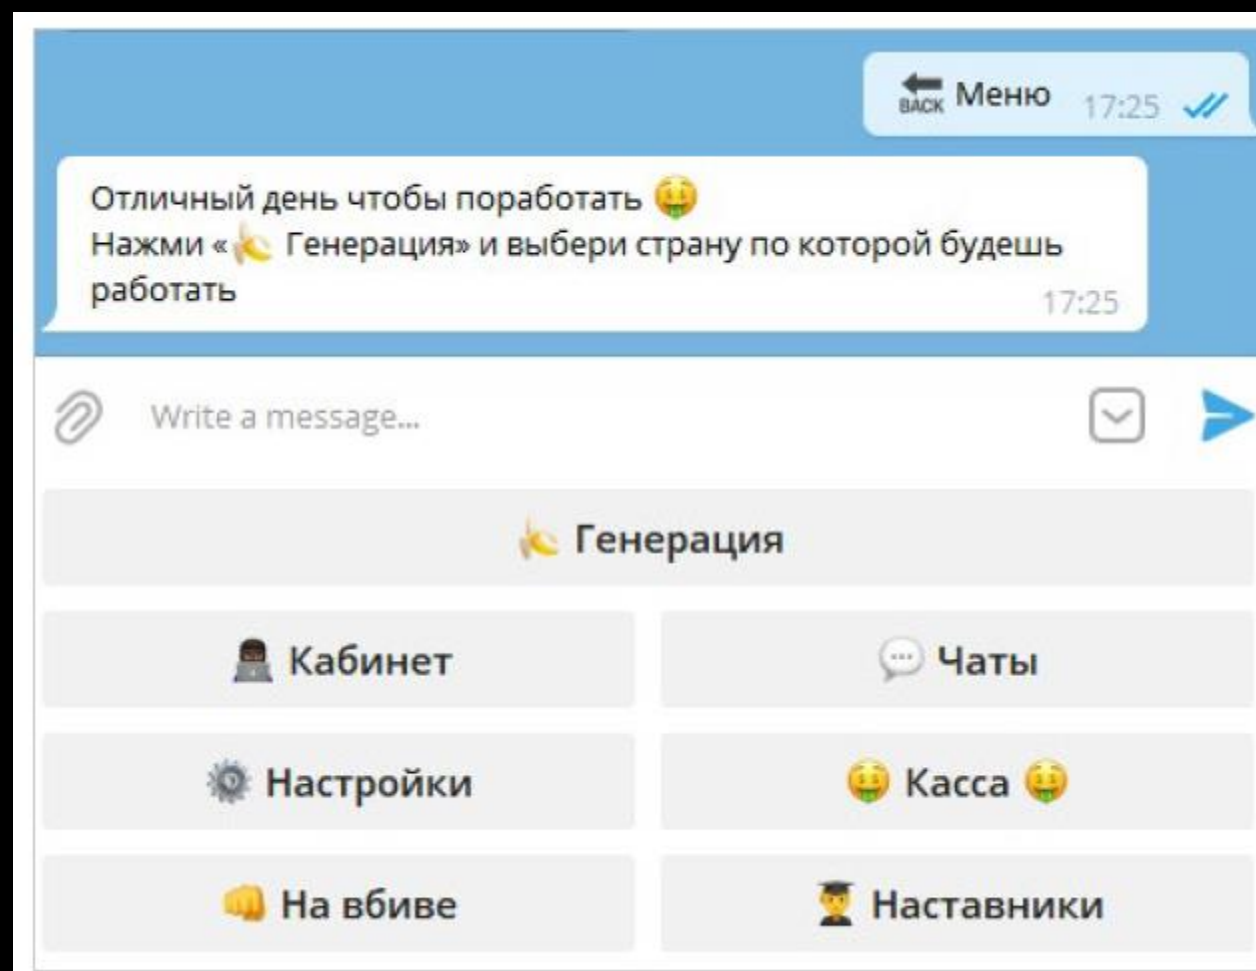 BACK Меню 17:25
Отличный день чтобы поработать 🤑
Нажми «🍌 Генерация» и выбери страну по которой будешь
работать 17:25
Write a message...
🍌 Генерация
👨🏿‍💻 Кабинет
💬 Чаты
⚙️ Настройки
🤑 Касса 🤑
👊 На вбиве
👨‍🎓 Наставники